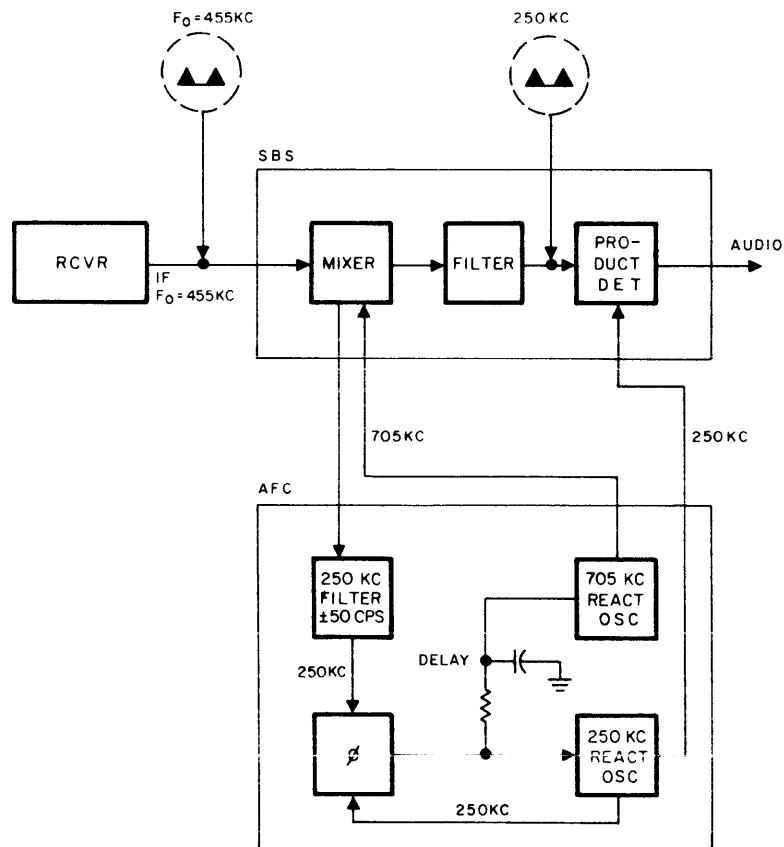 F₀=455KC
250 KC
SBS
RCVR
IF
F₀=455KC
MIXER
FILTER
PRO-
DUCT
DET
AUDIO
705KC
250KC
AFC
250 KC
FILTER
±50 CPS
705 KC
REACT
OSC
DELAY
250KC
ø
250 KC
REACT
OSC
250KC